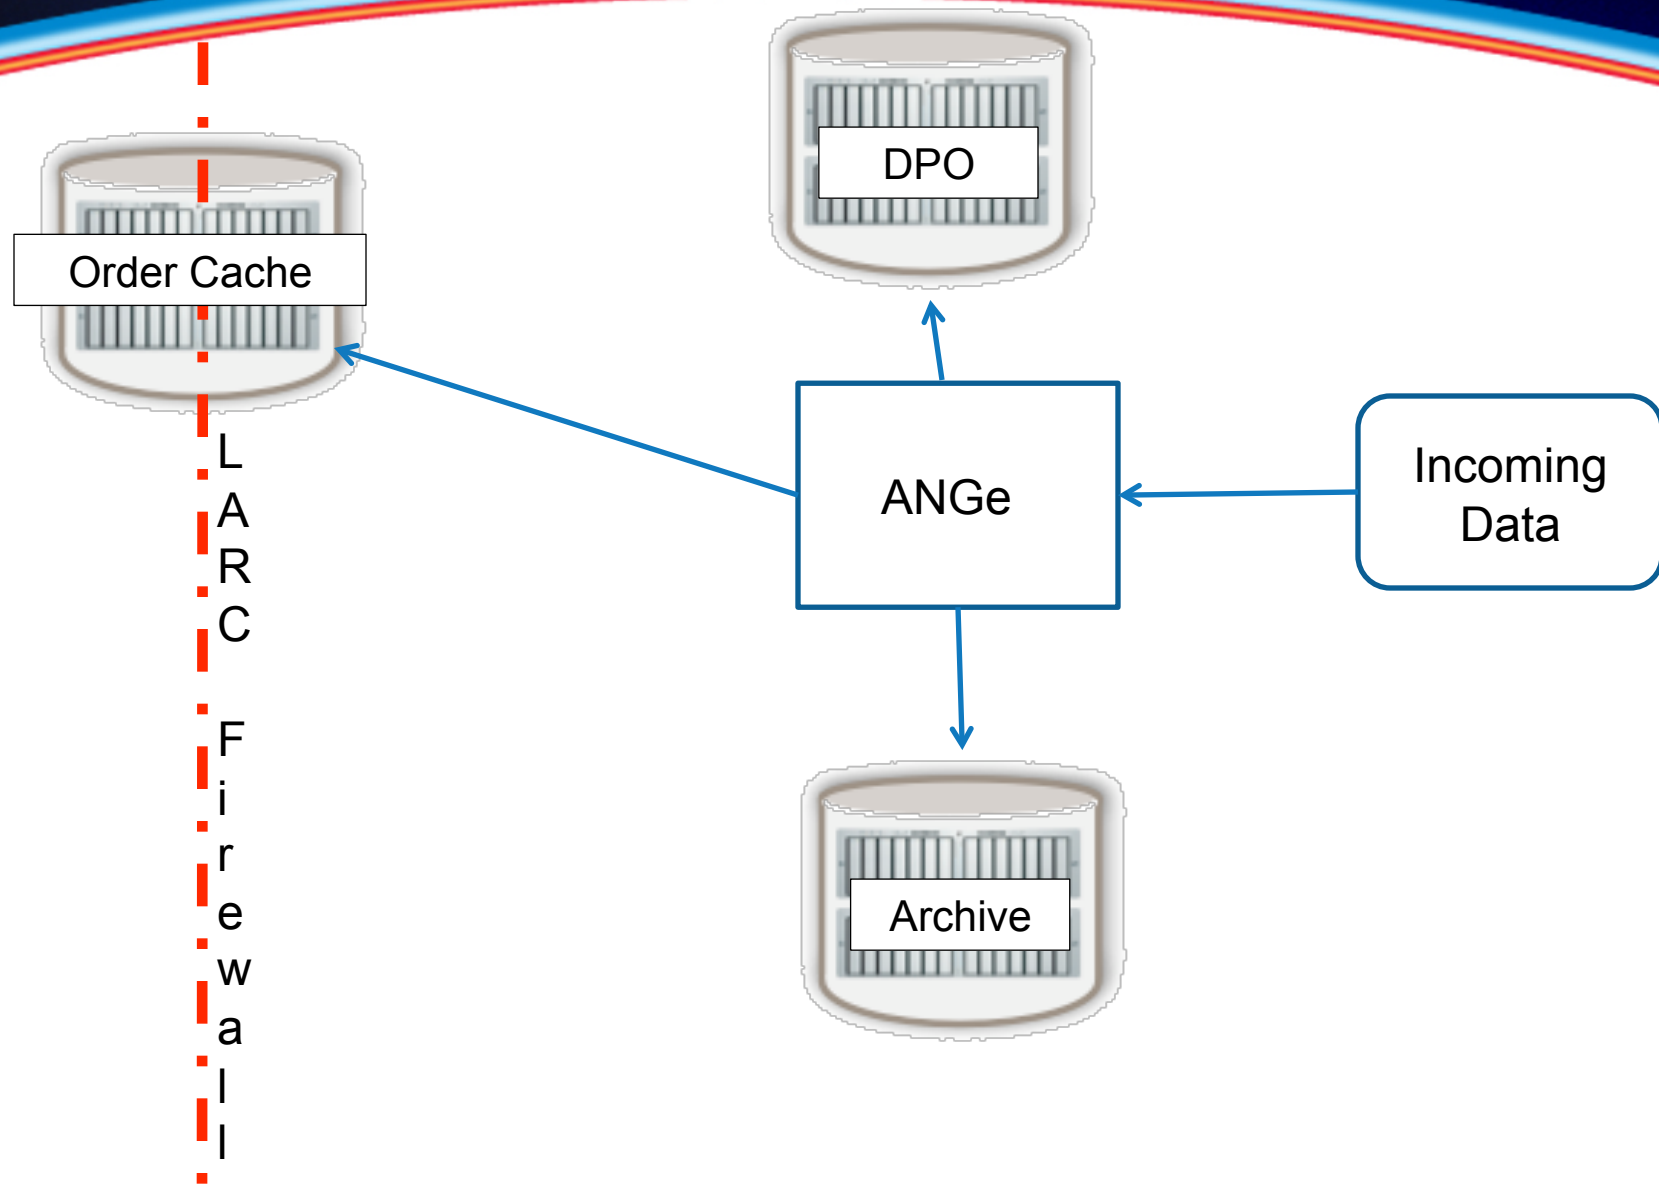 DPO
Order Cache
ANGe
Incoming
Data
L
A
R
C
F
i
r
e
w
a
l
l
Archive